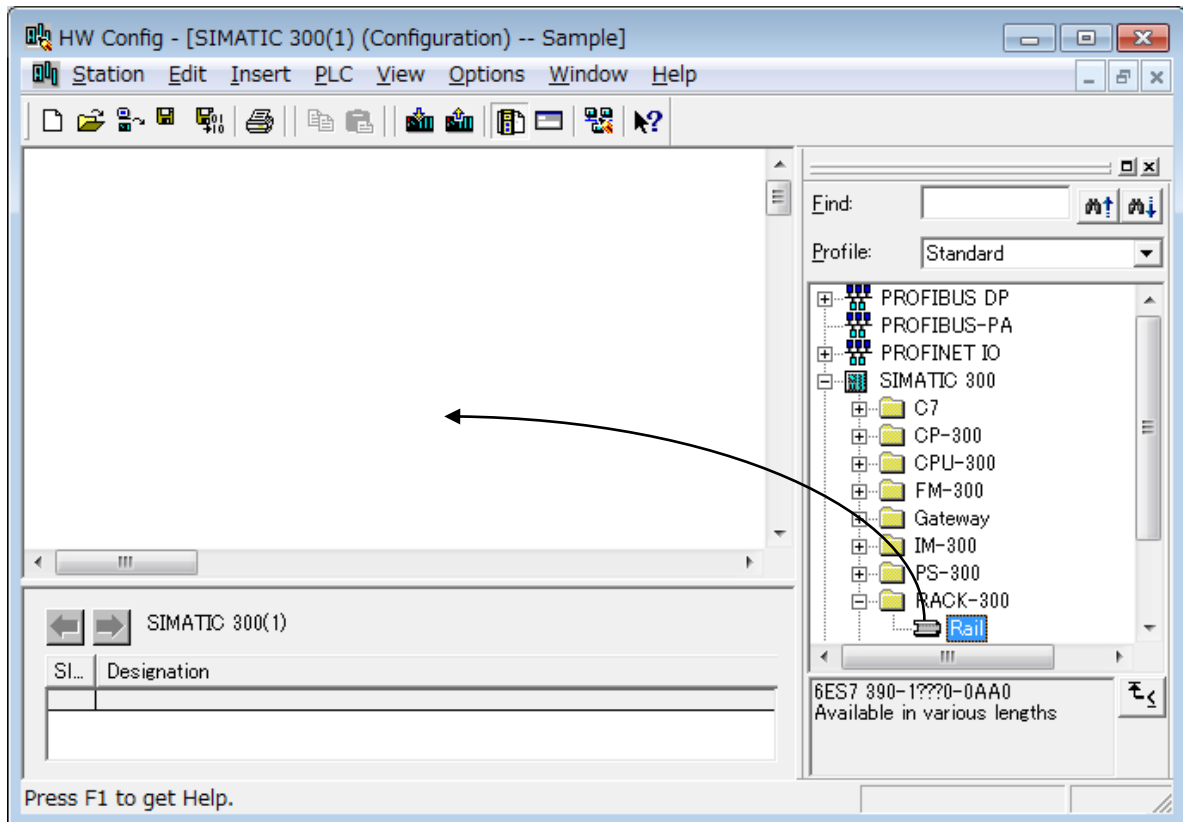 HW Config - [SIMATIC 300(1) (Configuration) -- Sample]
Station Edit Insert PLC View Options Window Help
Find:
Profile: Standard
PROFIBUS DP
PROFIBUS-PA
PROFINET IO
SIMATIC 300
C7
CP-300
CPU-300
FM-300
Gateway
IM-300
PS-300
RACK-300
Rail
SIMATIC 300(1)
Sl... Designation
6ES7 390-1???0-0AA0
Available in various lengths
Press F1 to get Help.